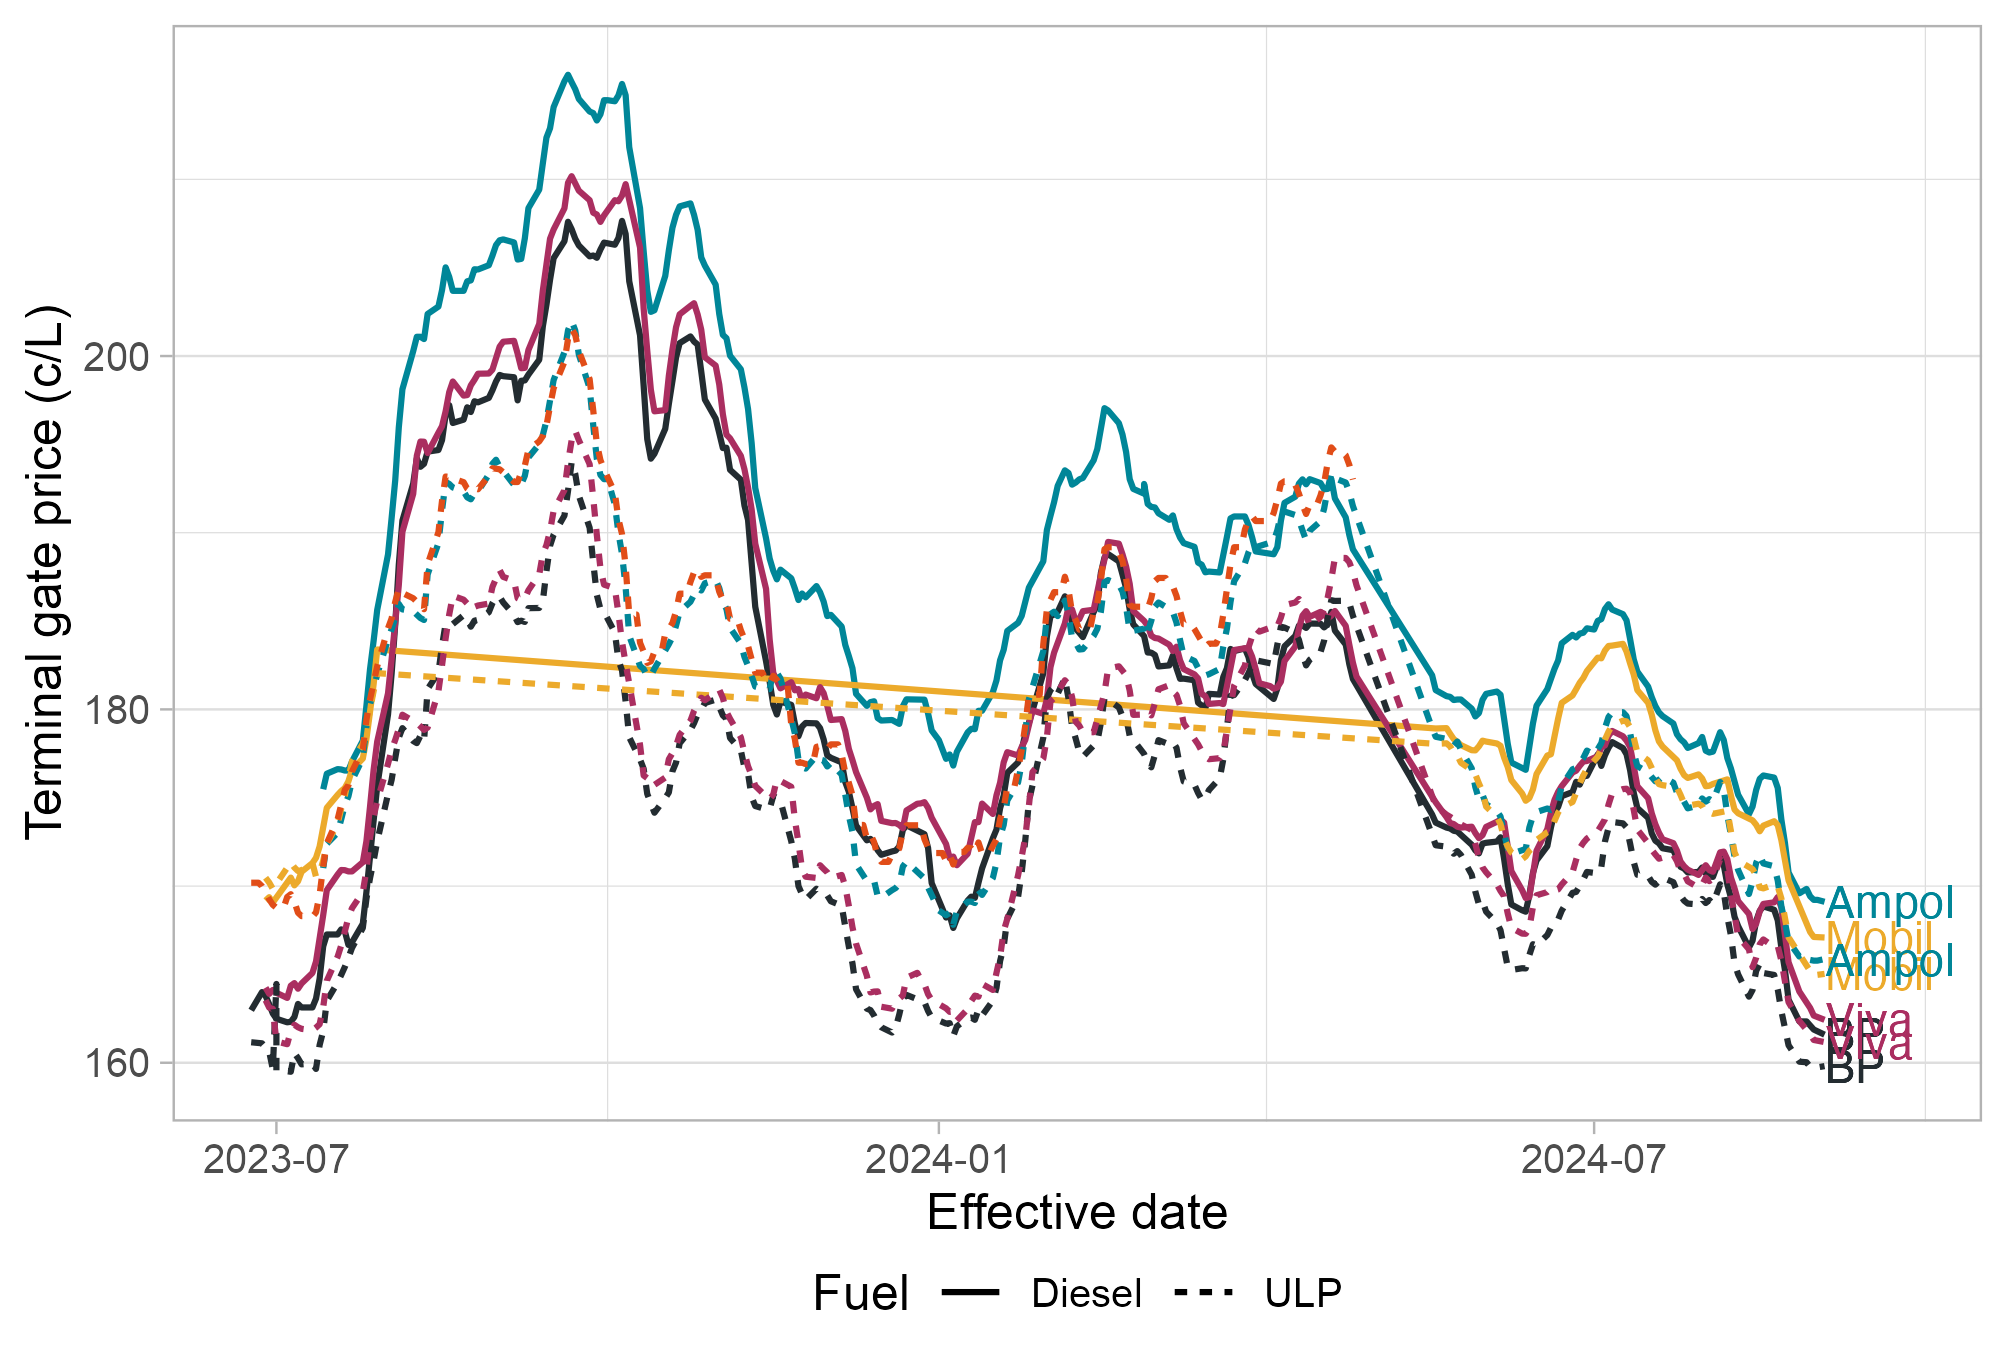 Terminal gate price (c/L)
200
180
160
Ampol
Mobil
Ampol
Mobil
Viva
BP
Viva
BP
2023-07
2024-01
2024-07
Effective date
Fuel
Diesel
ULP